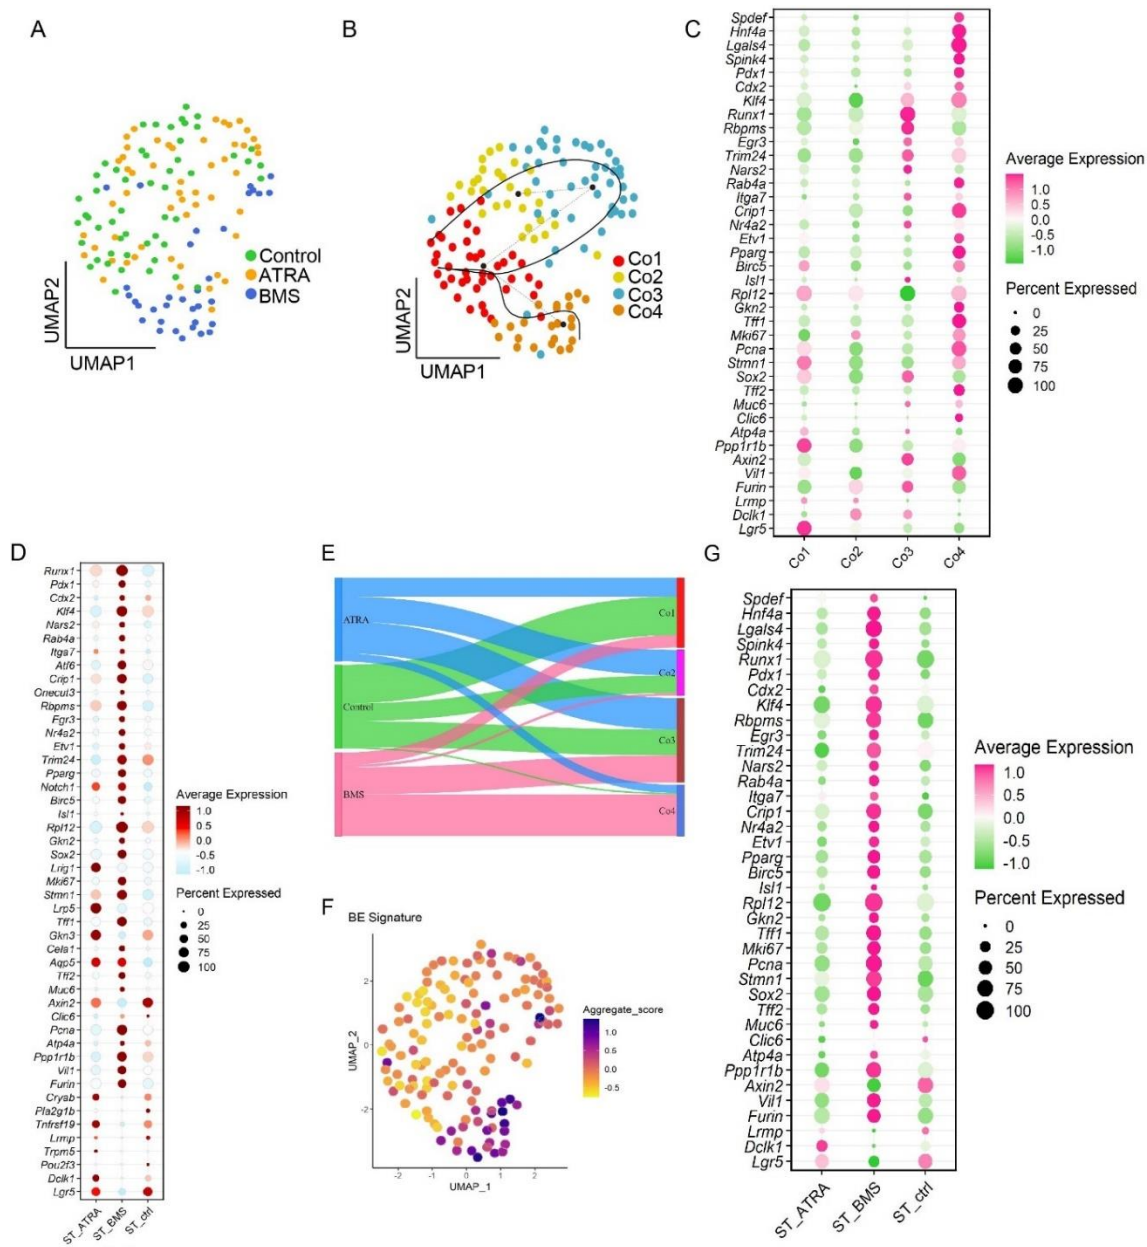 A
Control
ATRA
BMS
UMAP2
UMAP1
B
Co1
Co2
Co3
Co4
UMAP2
UMAP1
C
Spdef
Hnf4a
Lgals4
Spink4
Pdx1
Cdx2
Klf4
Runx1
Rbpms
Egr3
Trim24
Nars2
Rab4a
Itga7
Crip1
Nr4a2
Etv1
Pparg
Birc5
Isl1
Rpl12
Gkn2
Tff1
Mki67
Pcna
Stmn1
Sox2
Tff2
Muc6
Clic6
Atp4a
Ppp1r1b
Axin2
Vil1
Furin
Lrmp
Dclk1
Lgr5
Co1
Co2
Co3
Co4
Average Expression
1.0
0.5
0.0
-0.5
-1.0
Percent Expressed
0
25
50
75
100
D
Runx1
Pdx1
Cdx2
Klf4
Nars2
Rab4a
Itga7
Atf6
Crip1
Onecut3
Rbpms
Egr3
Nr4a2
Etv1
Trim24
Pparg
Notch1
Birc5
Isl1
Rpl12
Gkn2
Sox2
Lrig1
Mki67
Stmn1
Lrp5
Tff1
Gkn3
Cela1
Aqp5
Tff2
Muc6
Axin2
Clic6
Pcna
Atp4a
Ppp1r1b
Vil1
Furin
Cryab
Pla2g1b
Tnfrsf19
Lrmp
Trpm5
Pou2f3
Dclk1
Lgr5
ST_ATRA
ST_BMS
ST_ctrl
Average Expression
1.0
0.5
0.0
-0.5
-1.0
Percent Expressed
0
25
50
75
100
E
ATRA
Control
BMS
Co1
Co2
Co3
Co4
F
BE Signature
UMAP_2
2
0
-2
-2
-1
0
1
2
UMAP_1
Aggregate_score
1.0
0.5
0.0
-0.5
G
Spdef
Hnf4a
Lgals4
Spink4
Runx1
Pdx1
Cdx2
Klf4
Rbpms
Egr3
Trim24
Nars2
Rab4a
Itga7
Crip1
Nr4a2
Etv1
Pparg
Birc5
Isl1
Rpl12
Gkn2
Tff1
Mki67
Pcna
Stmn1
Sox2
Tff2
Muc6
Clic6
Atp4a
Ppp1r1b
Axin2
Vil1
Furin
Lrmp
Dclk1
Lgr5
ST_ATRA
ST_BMS
ST_ctrl
Average Expression
1.0
0.5
0.0
-0.5
-1.0
Percent Expressed
0
25
50
75
100